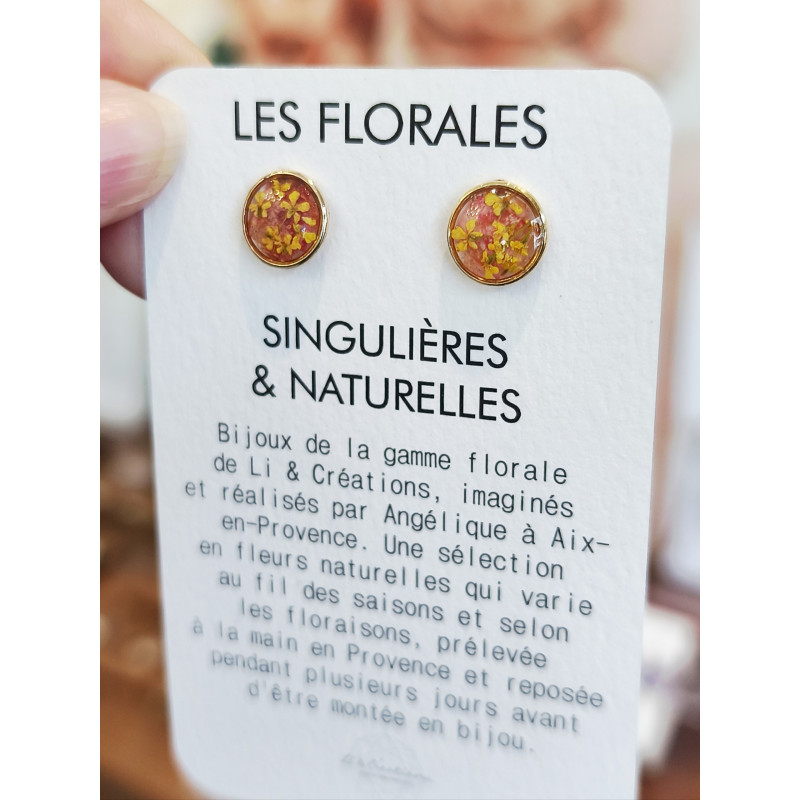 LES FLORALES
SINGULIÈRES
& NATURELLES
Bijoux de la gamme florale
de Li & Créations, imaginés
et réalisés par Angélique à Aix-
en-Provence. Une sélection
en fleurs naturelles qui varie
au fil des saisons et selon
les floraisons, prélevée
à la main en Provence et reposée
pendant plusieurs jours avant
d'être montée en bijou.